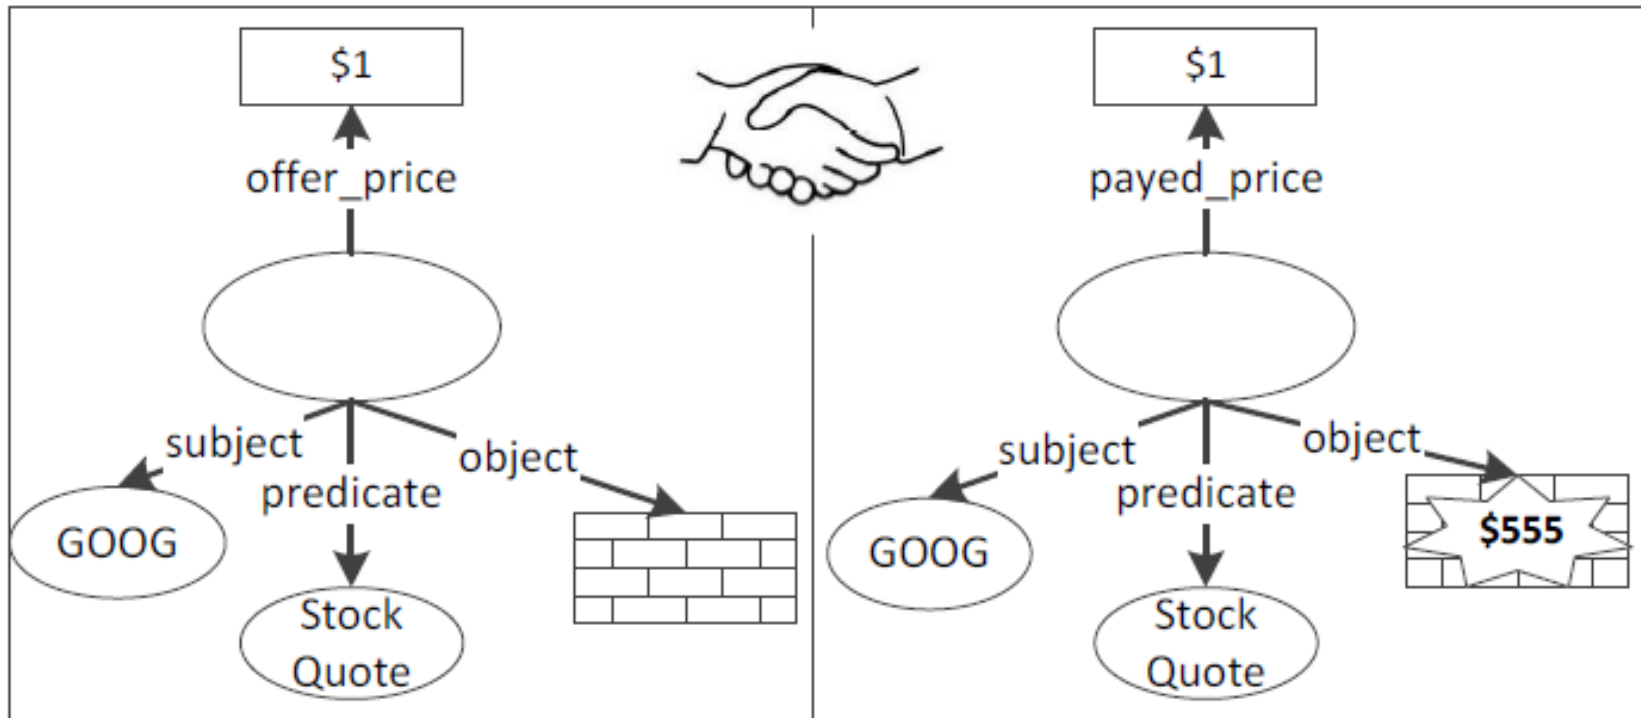 $1
offer_price
subject
object
predicate
GOOG
Stock
Quote
$1
payed_price
subject
object
predicate
GOOG
$555
Stock
Quote